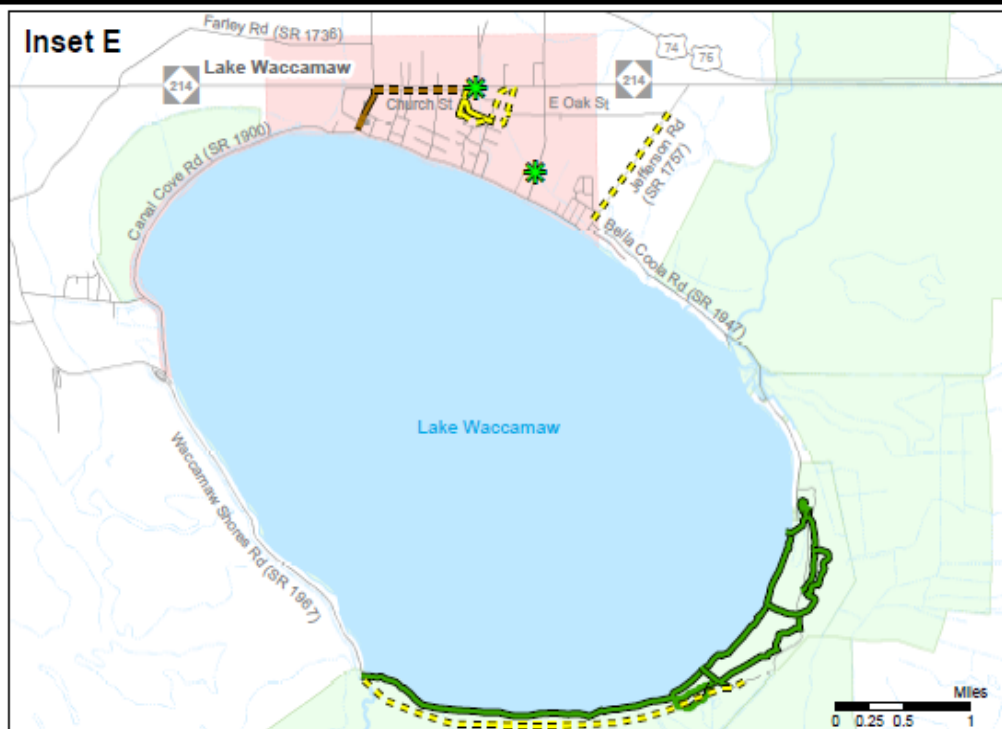 Inset E
Farley Rd (SR 1736)
74
76
Lake Waccamaw
214
214
Church St
E Oak St
Jefferson Rd
(SR 1757)
Canal Cove Rd (SR 1900)
Bella Coola Rd (SR 1947)
Lake Waccamaw
Waccamaw Shores Rd (SR 1967)
Miles
0 0.25 0.5 1